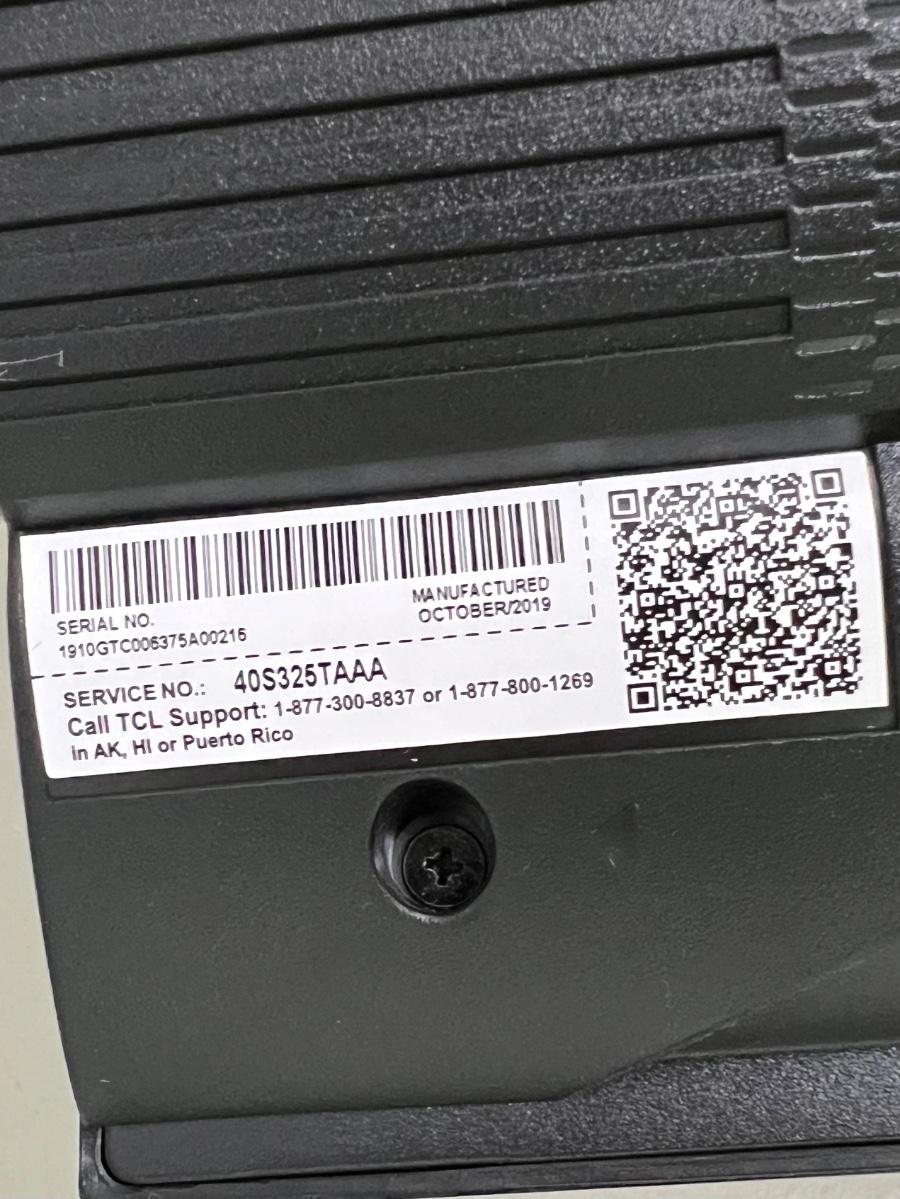 SERIAL NO.
1910GTC006375A00216
MANUFACTURED
OCTOBER/2019
SERVICE NO.: 40S325TAAA
Call TCL Support: 1-877-300-8837 or 1-877-800-1269
in AK, HI or Puerto Rico